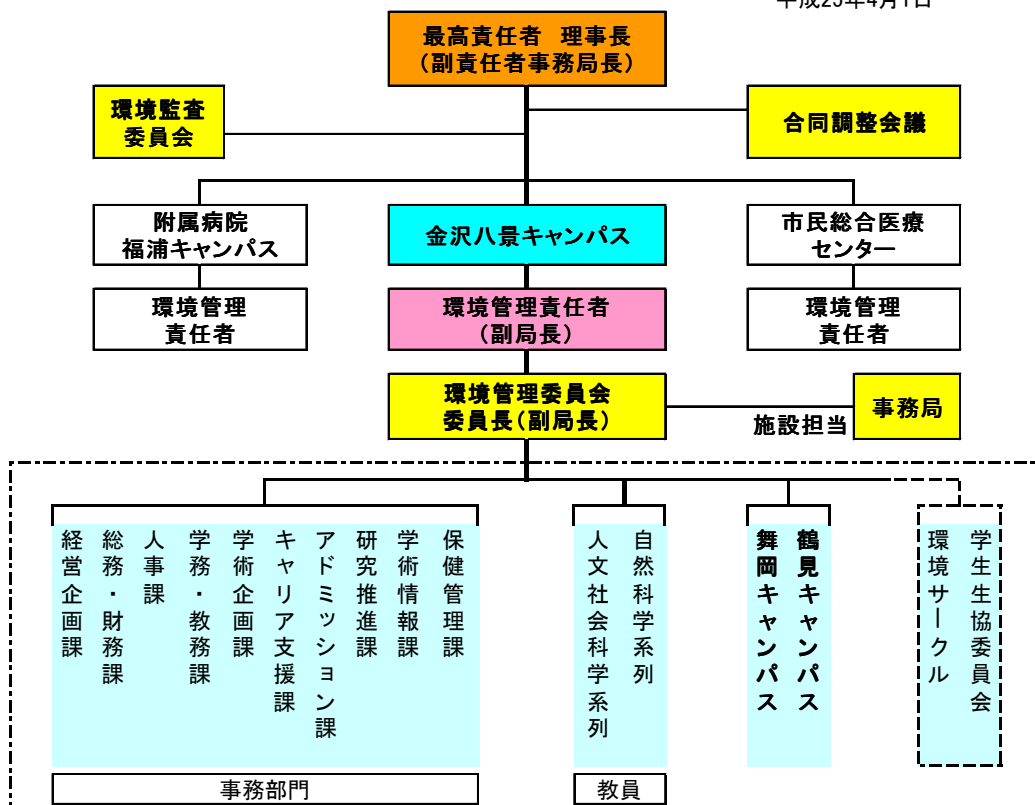 平成25年4月1日
最高責任者 理事長
(副責任者事務局長)
環境監査
委員会
合同調整会議
附属病院
福浦キャンパス
金沢八景キャンパス
市民総合医療
センター
環境管理
責任者
環境管理責任者
(副局長)
環境管理
責任者
環境管理委員会
委員長(副局長)
施設担当
事務局
経営企画課
総務・財務課
人事課
学務・教務課
学術企画課
キャリア支援課
アドミッション課
研究推進課
学術情報課
保健管理課
人文社会科学系列
自然科学系列
舞岡キャンパス
鶴見キャンパス
環境サークル
学生生協委員会
事務部門
教員